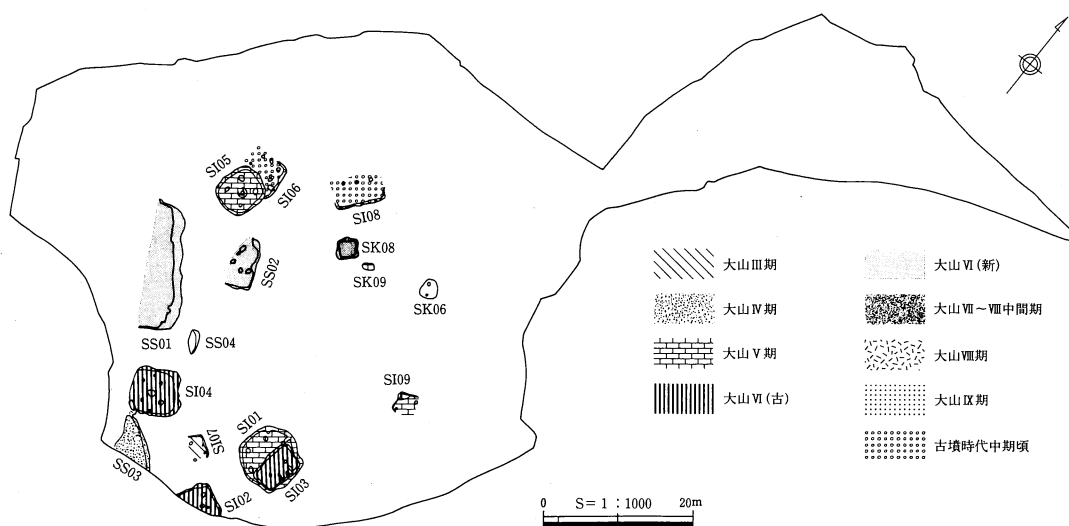 SI05
SI06
SI08
SK08
SK09
SK06
SS02
SS01
SS04
SI04
SI09
SI01
SI07
SS03
SI03
SI02
大山Ⅲ期
大山Ⅳ期
大山Ⅴ期
大山Ⅵ(古)
大山Ⅵ(新)
大山Ⅶ～Ⅷ中間期
大山Ⅷ期
大山Ⅸ期
古墳時代中期頃
0 S=1:1000 20m